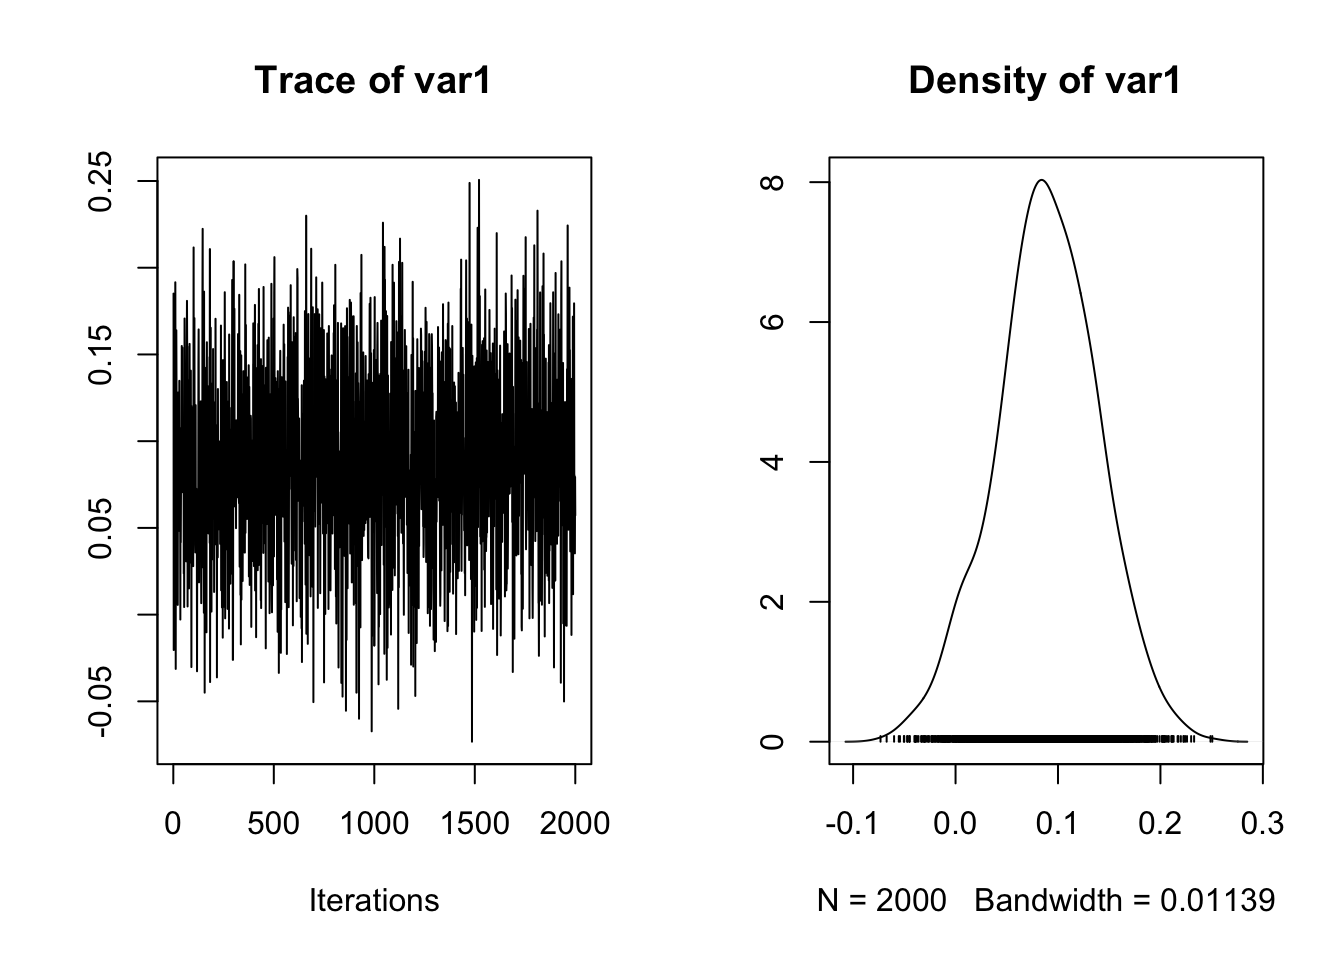 Trace of var1
0.25
0.15
0.05
-0.05
0 500 1000 1500 2000
Iterations
Density of var1
8
6
4
2
0
-0.1 0.0 0.1 0.2 0.3
N = 2000 Bandwidth = 0.01139